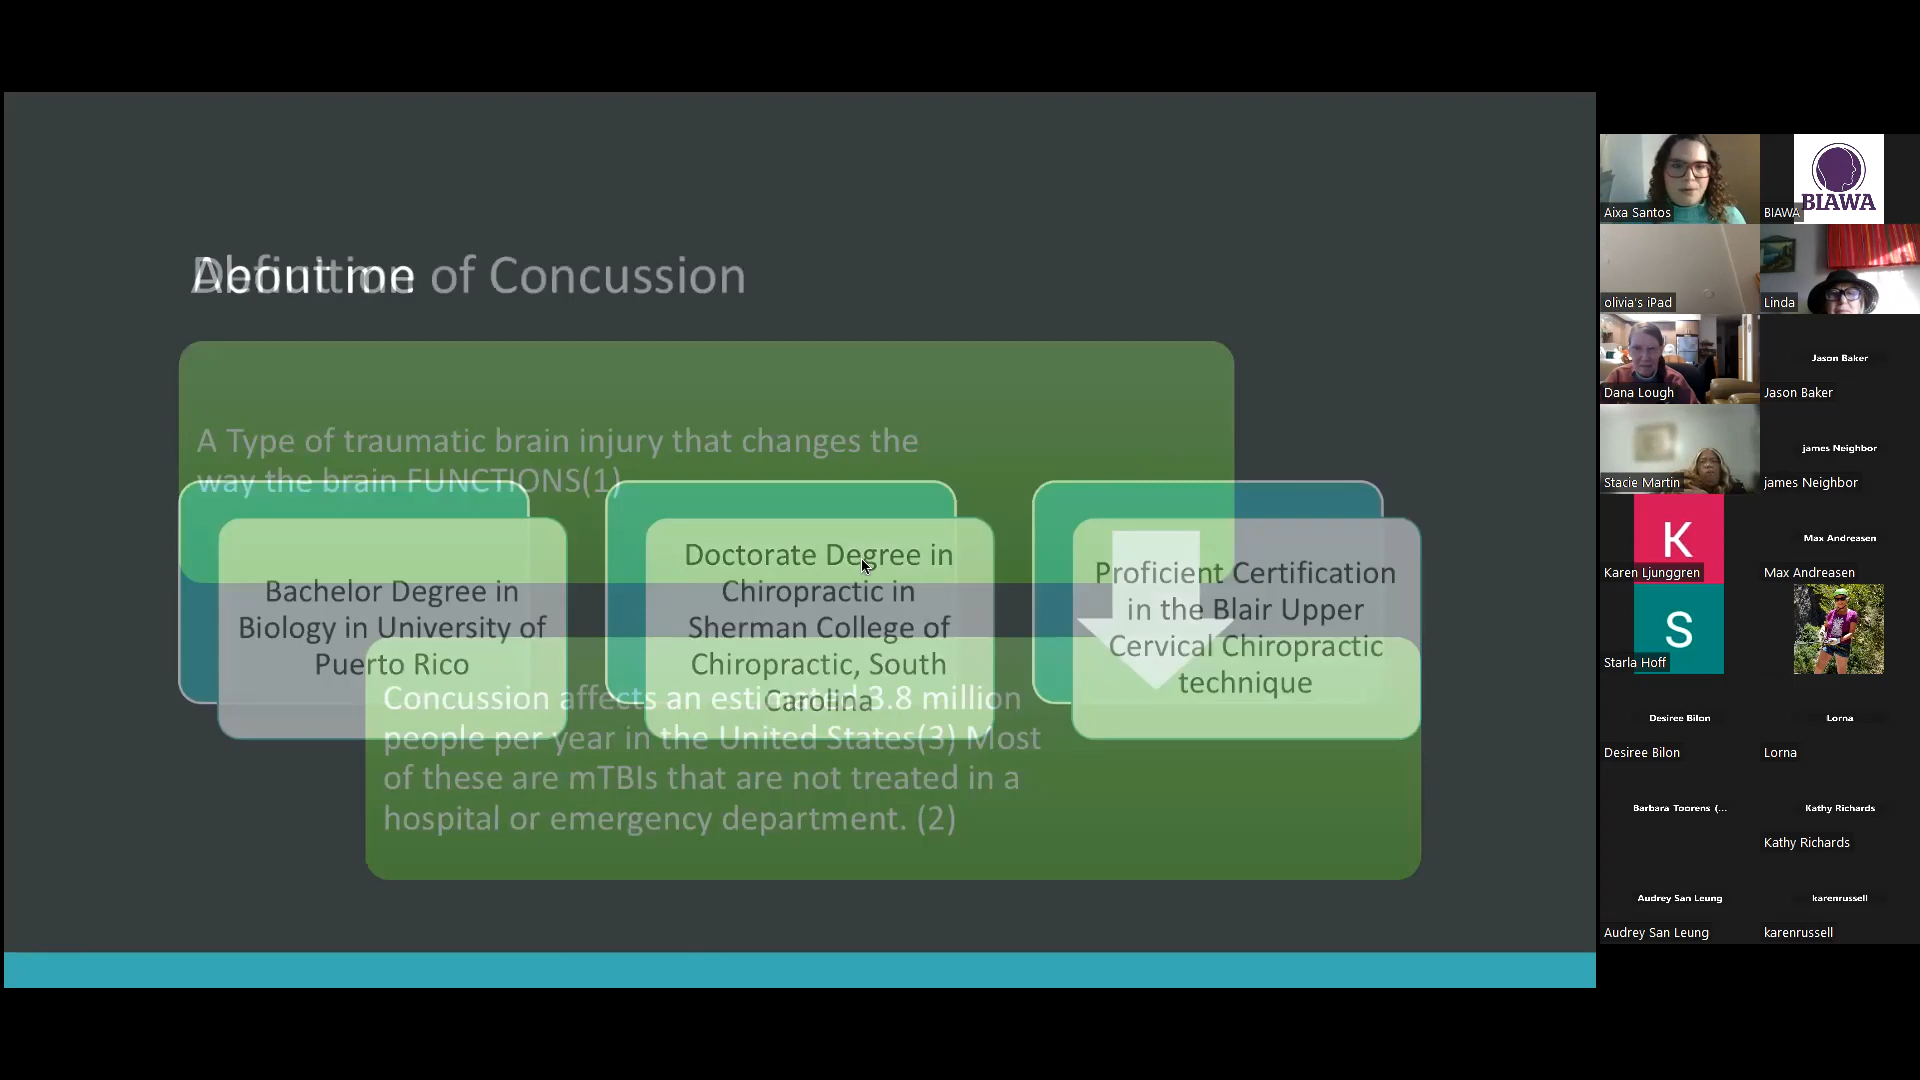 About me
Definition of Concussion
A Type of traumatic brain injury that changes the
way the brain FUNCTIONS(1)
Bachelor Degree in
Biology in University of
Puerto Rico
Doctorate Degree in
Chiropractic in
Sherman College of
Chiropractic, South
Carolina
Proficient Certification
in the Blair Upper
Cervical Chiropractic
technique
Concussion affects an estimated 3.8 million
people per year in the United States(3) Most
of these are mTBIs that are not treated in a
hospital or emergency department. (2)
Aixa Santos
BIAWA
BIAWA
olivia's iPad
Linda
Dana Lough
Jason Baker
Jason Baker
Stacie Martin
james Neighbor
james Neighbor
K
Karen Ljunggren
Max Andreasen
Max Andreasen
S
Starla Hoff
Desiree Bilon
Desiree Bilon
Lorna
Lorna
Barbara Toorens (...
Kathy Richards
Kathy Richards
Audrey San Leung
Audrey San Leung
karenrussell
karenrussell